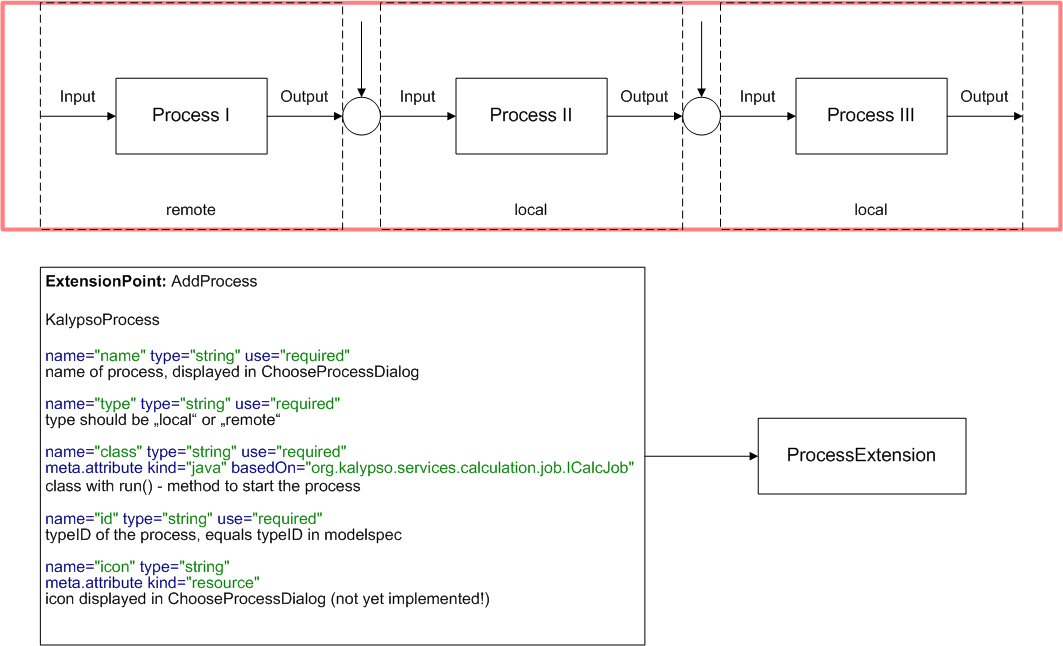 Input
Process I
Output
Input
Process II
Output
Input
Process III
Output
remote
local
local
ExtensionPoint: AddProcess
KalypsoProcess
name="name" type="string" use="required"
name of process, displayed in ChooseProcessDialog
name="type" type="string" use="required"
type should be „local“ or „remote“
name="class" type="string" use="required"
meta.attribute kind="java" basedOn="org.kalypso.services.calculation.job.ICalcJob"
class with run() - method to start the process
name="id" type="string" use="required"
typeID of the process, equals typeID in modelspec
name="icon" type="string"
meta.attribute kind="resource"
icon displayed in ChooseProcessDialog (not yet implemented!)
ProcessExtension